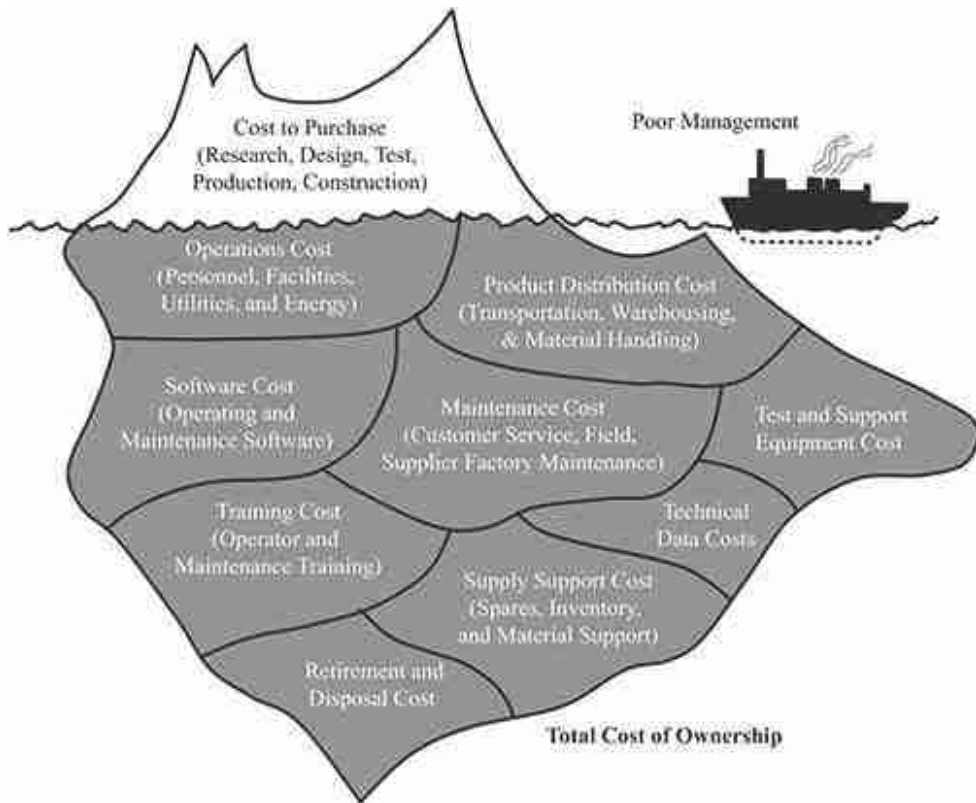 Cost to Purchase
(Research, Design, Test,
Production, Construction)
Poor Management
Operations Cost
(Personnel, Facilities,
Utilities, and Energy)
Product Distribution Cost
(Transportation, Warehousing,
& Material Handling)
Software Cost
(Operating and
Maintenance Software)
Maintenance Cost
(Customer Service, Field,
Supplier Factory Maintenance)
Test and Support
Equipment Cost
Training Cost
(Operator and
Maintenance Training)
Technical
Data Costs
Supply Support Cost
(Spares, Inventory,
and Material Support)
Retirement and
Disposal Cost
Total Cost of Ownership